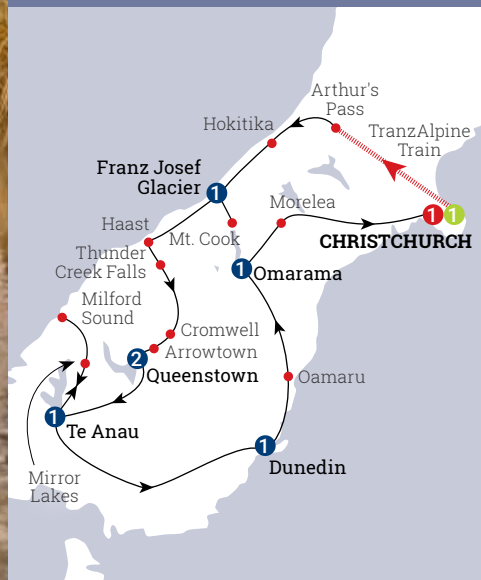 Arthur's
Pass
Hokitika
TranzAlpine
Train
Franz Josef
Glacier
1
Morelea
1
1
Haast
Mt. Cook
CHRISTCHURCH
Thunder
Creek Falls
1
Omarama
Milford
Sound
Cromwell
Arrowtown
2
Queenstown
Oamaru
1
Te Anau
1
Dunedin
Mirror
Lakes